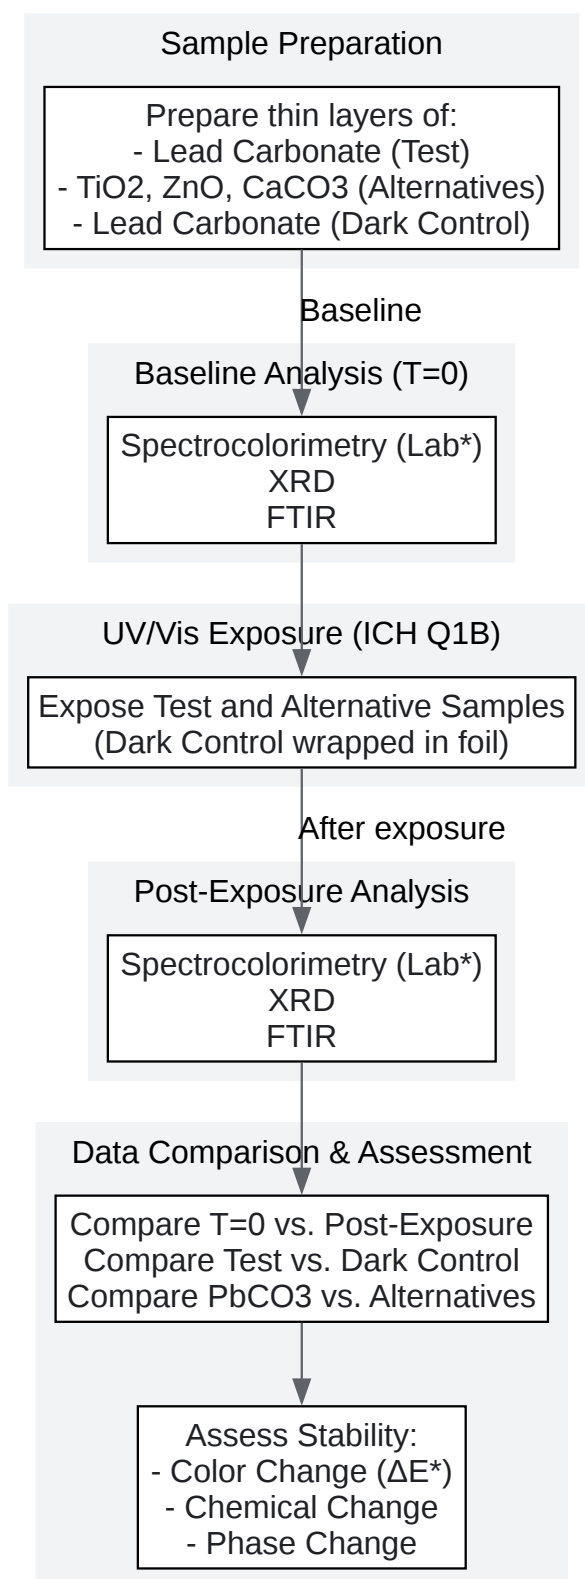 Sample Preparation
Prepare thin layers of:
- Lead Carbonate (Test)
- TiO2, ZnO, CaCO3 (Alternatives)
- Lead Carbonate (Dark Control)
Baseline
Baseline Analysis (T=0)
Spectrocolorimetry (Lab*)
XRD
FTIR
UV/Vis Exposure (ICH Q1B)
Expose Test and Alternative Samples
(Dark Control wrapped in foil)
After exposure
Post-Exposure Analysis
Spectrocolorimetry (Lab*)
XRD
FTIR
Data Comparison & Assessment
Compare T=0 vs. Post-Exposure
Compare Test vs. Dark Control
Compare PbCO3 vs. Alternatives
Assess Stability:
- Color Change (ΔE*)
- Chemical Change
- Phase Change